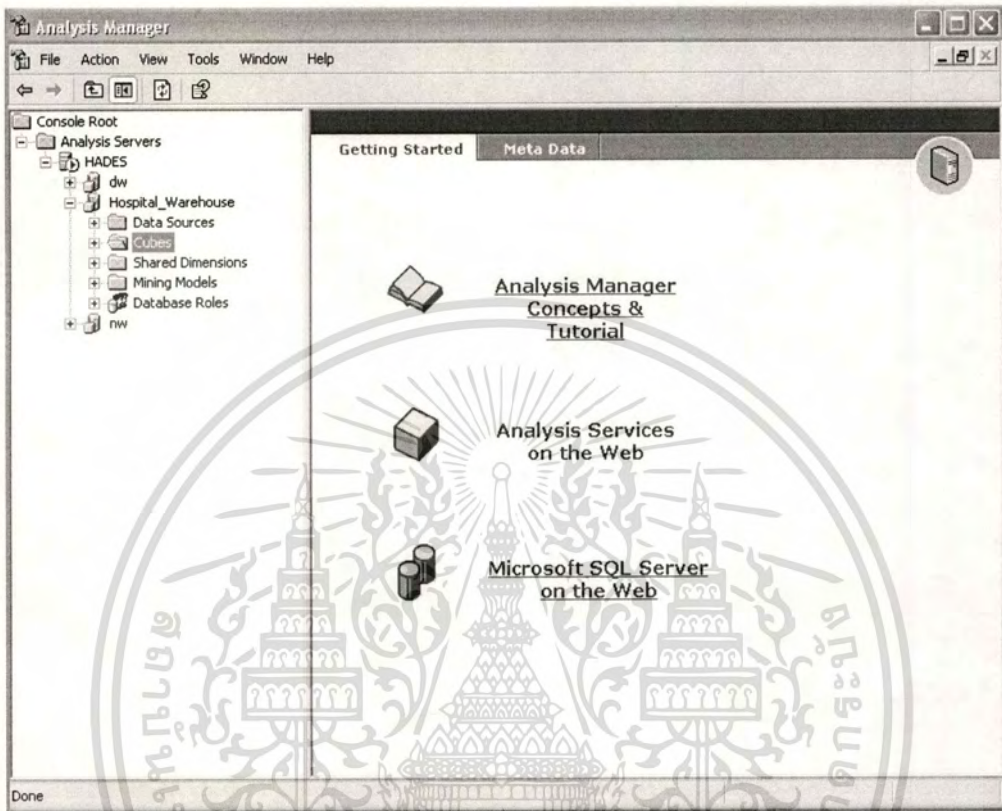 Analysis Manager
File Action View Tools Window Help
Console Root
Analysis Servers
HADES
dw
Hospital_Warehouse
Data Sources
Cubes
Shared Dimensions
Mining Models
Database Roles
nw
Getting Started Meta Data
Analysis Manager
Concepts &
Tutorial
Analysis Services
on the Web
Microsoft SQL Server
on the Web
Done